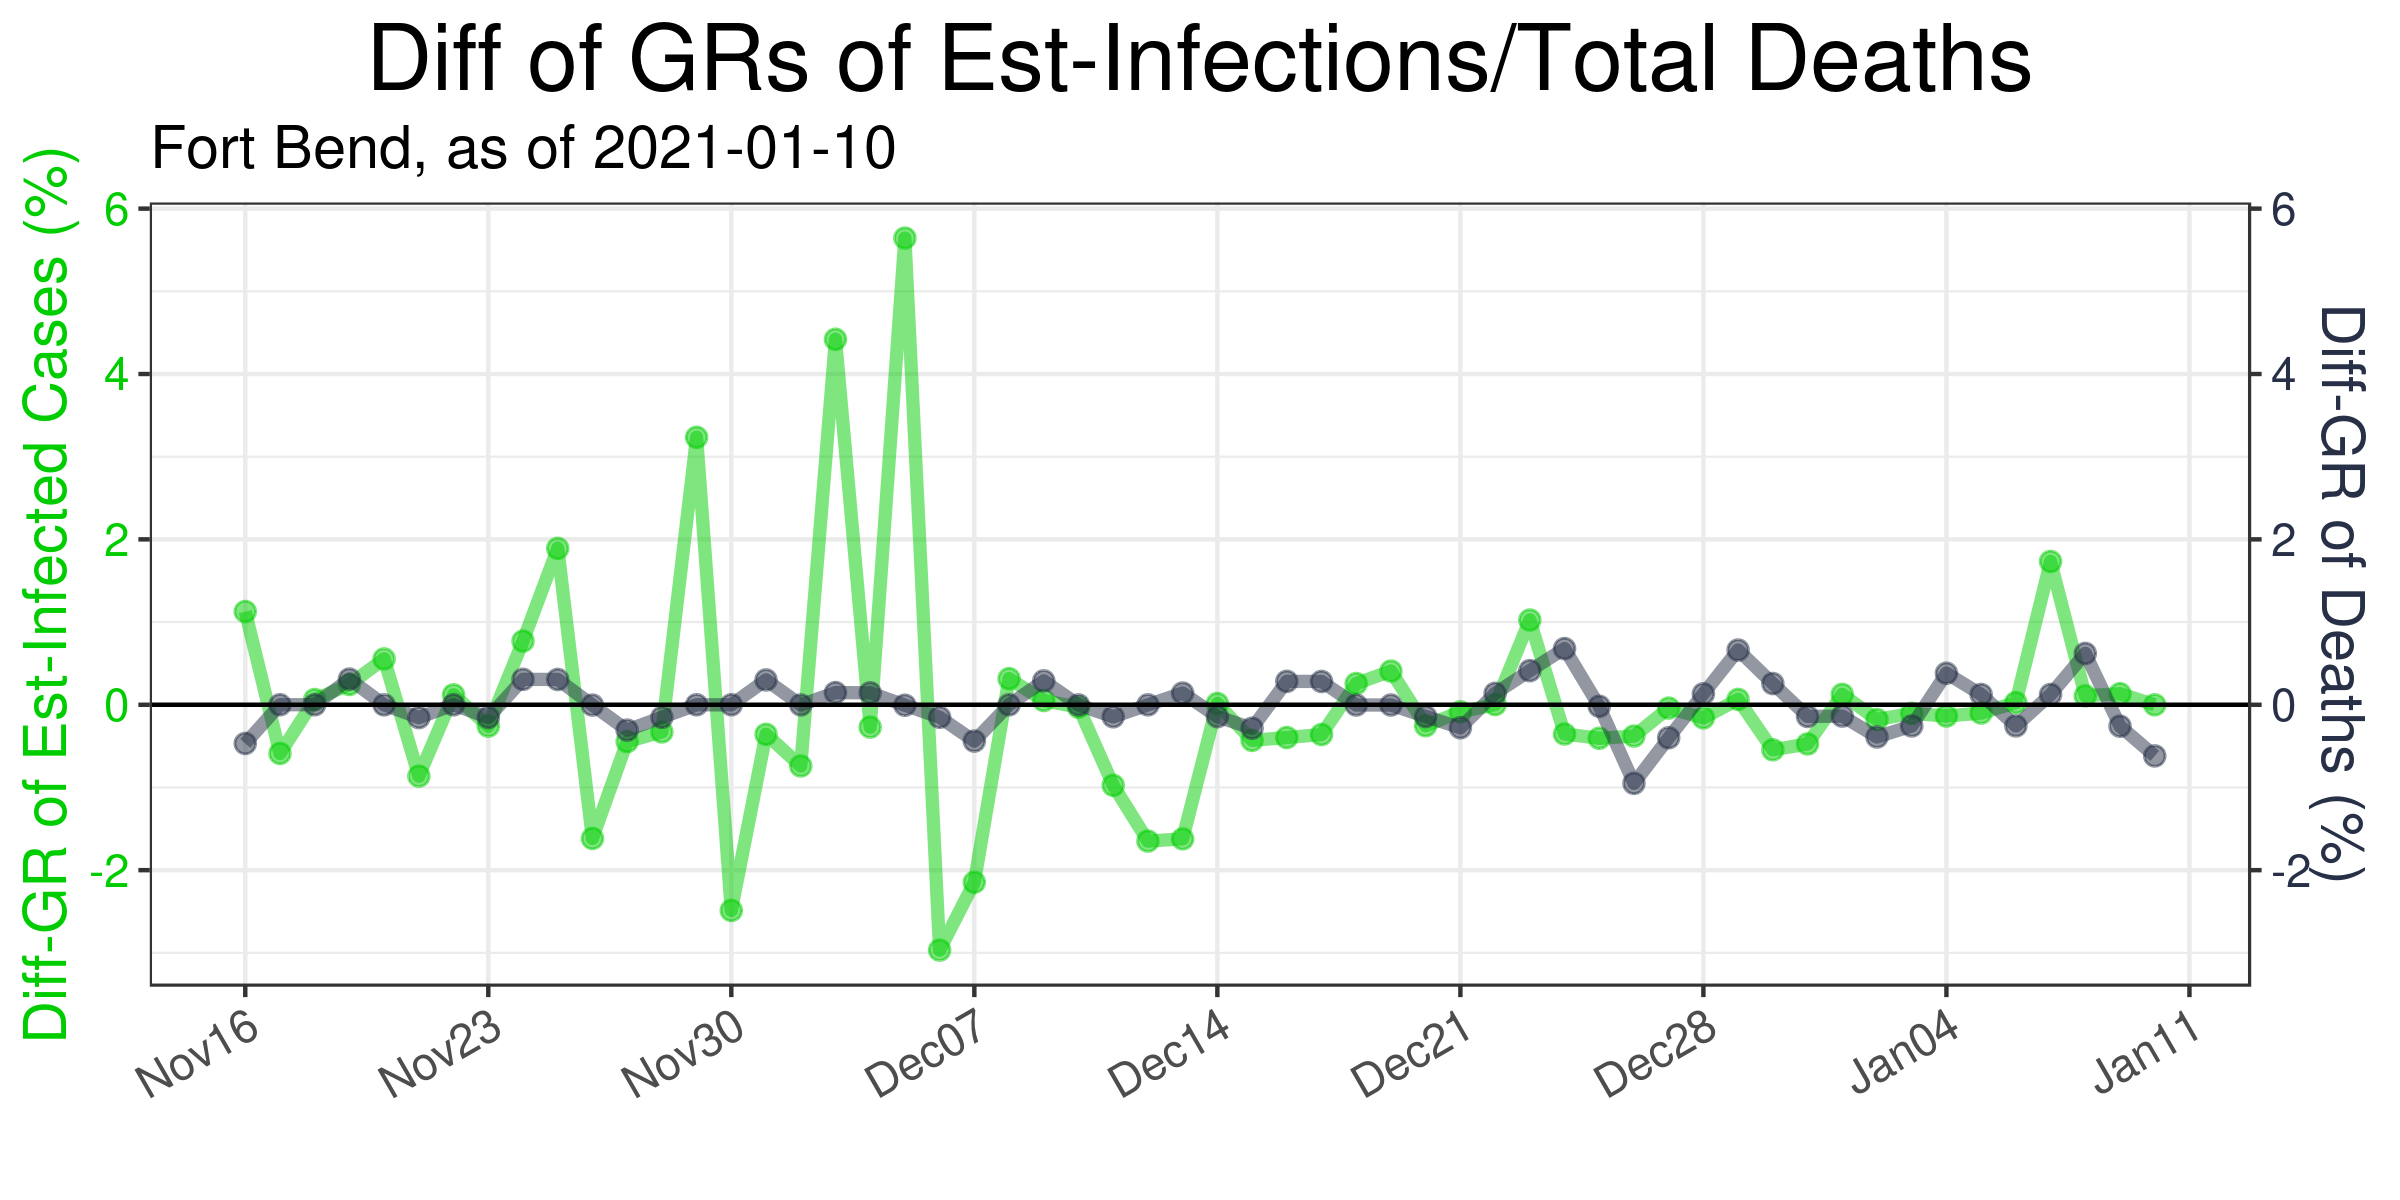 Diff of GRs of Est-Infections/Total Deaths
Fort Bend, as of 2021-01-10
Diff-GR of Est-Infected Cases (%)
6
4
2
0
-2
6
4
2
0
-2
Diff-GR of Deaths (%)
Nov16
Nov23
Nov30
Dec07
Dec14
Dec21
Dec28
Jan04
Jan11